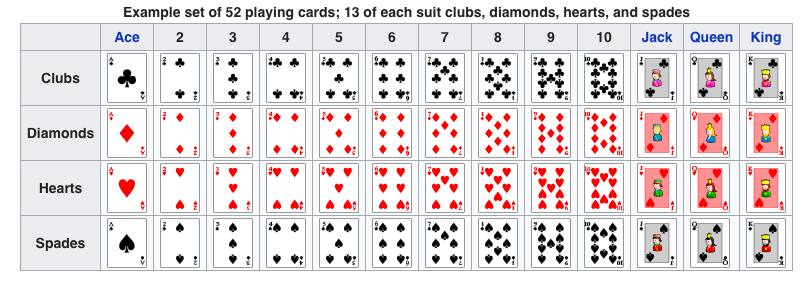 Example set of 52 playing cards; 13 of each suit clubs, diamonds, hearts, and spades
Ace 2 3 4 5 6 7 8 9 10 Jack Queen King
Clubs
Diamonds
Hearts
Spades